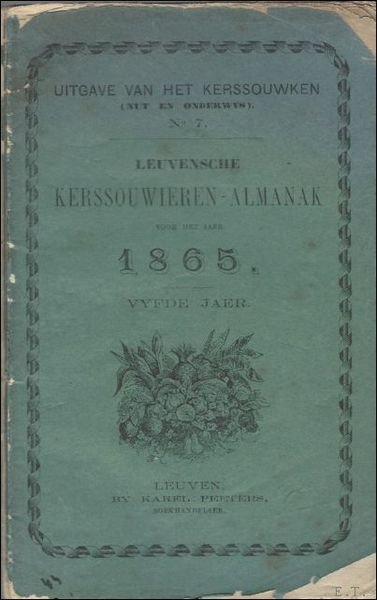 UITGAVE VAN HET KERSSOUWKEN
(NUT EN ONDERWYS).
No 7.
LEUVENSCHE
KERSSOUWIEREN-ALMANAK
VOOR HET JAER
1865.
VYFDE JAER.
LEUVEN,
BY KAREL PEETERS,
BOEKHANDELAER.
E.T.